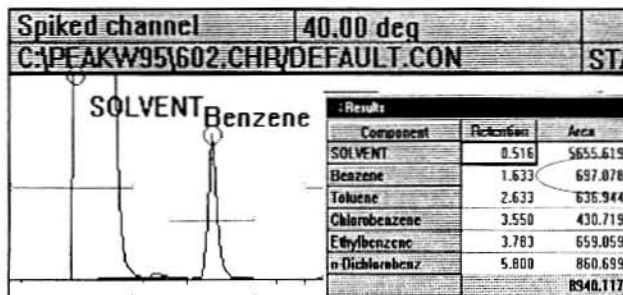 Spiked channel 40.00 deg
C:\PEAKW95\602.CHR/DEFAULT.CON STA
SOLVENT Benzene
: Results
Component Retention Area
SOLVENT 0.516 5655.619
Benzene 1.633 697.078
Toluene 2.633 636.944
Chlorobenzene 3.550 430.719
Ethylbenzene 3.783 659.059
o-Dichlorobenz 5.800 860.699
8940.117